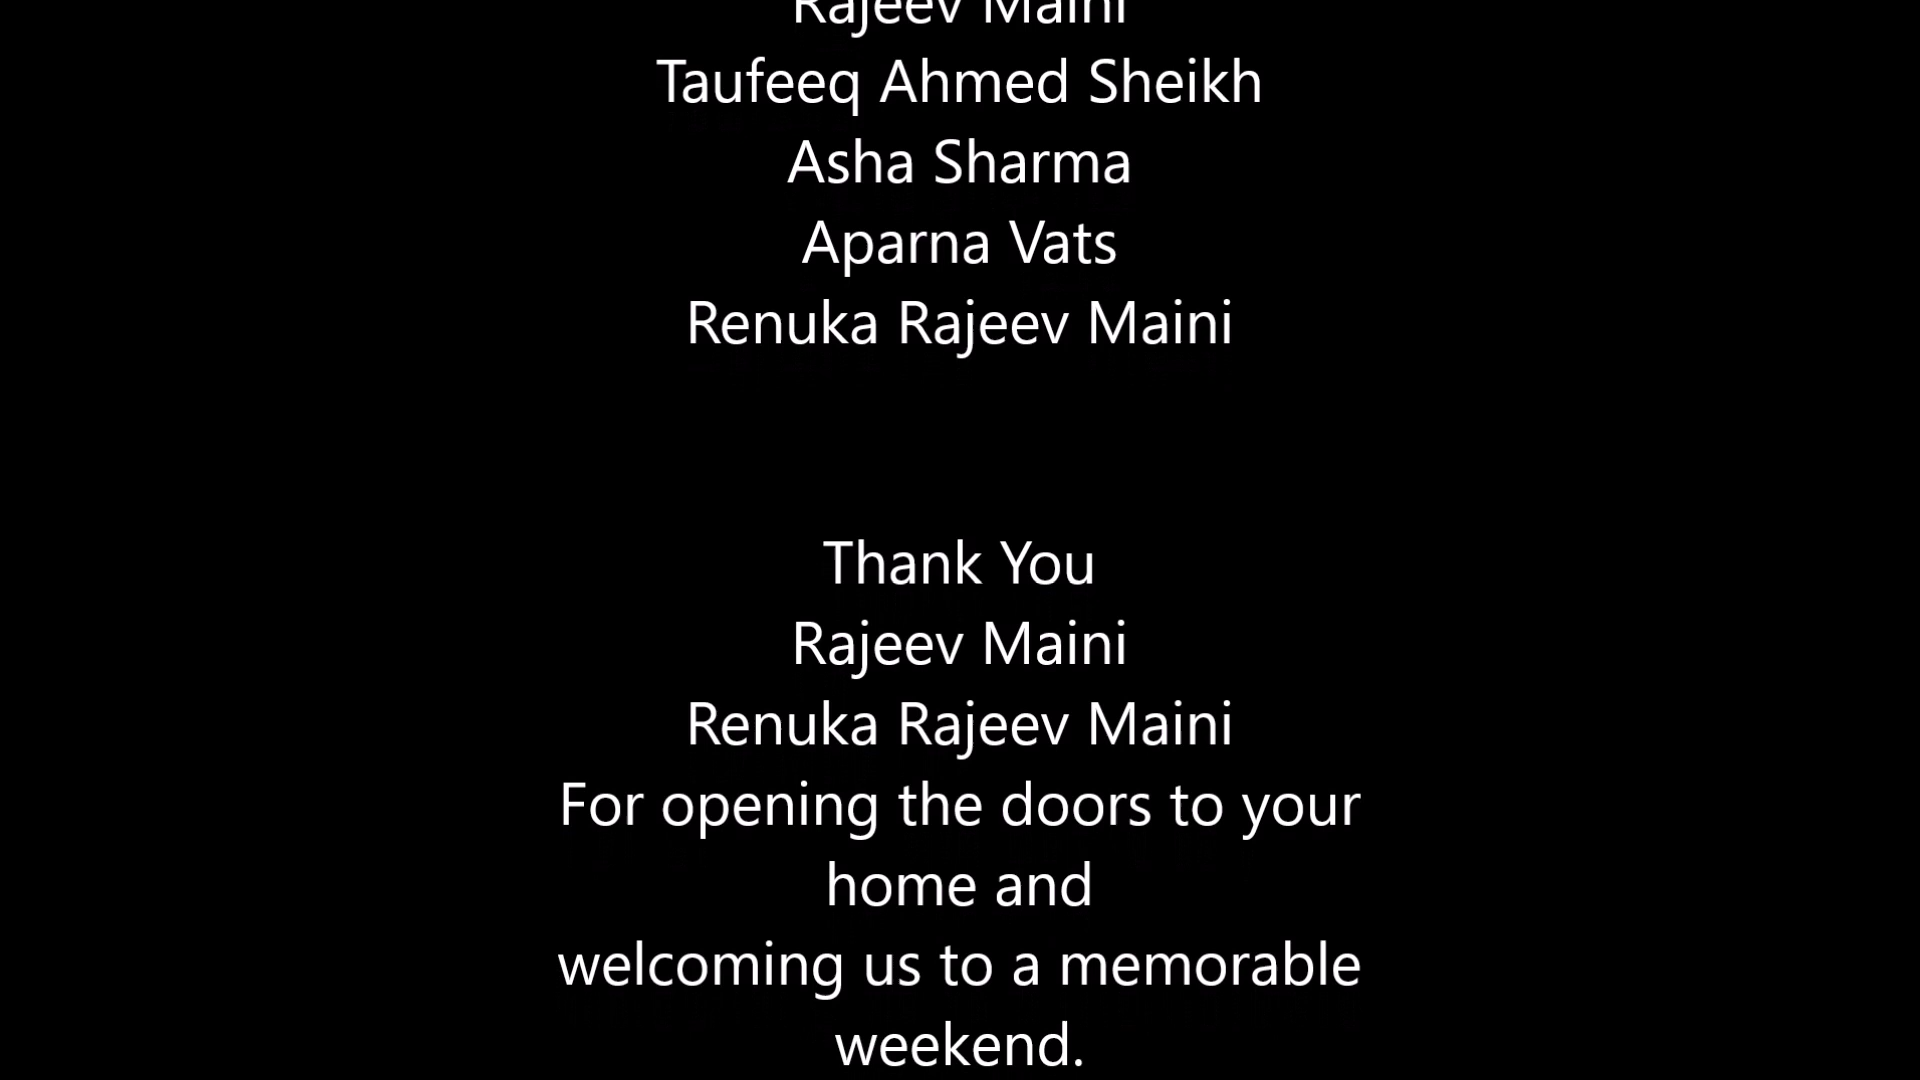 Rajeev Maini
Taufeeq Ahmed Sheikh
Asha Sharma
Aparna Vats
Renuka Rajeev Maini
Thank You
Rajeev Maini
Renuka Rajeev Maini
For opening the doors to your
home and
welcoming us to a memorable
weekend.